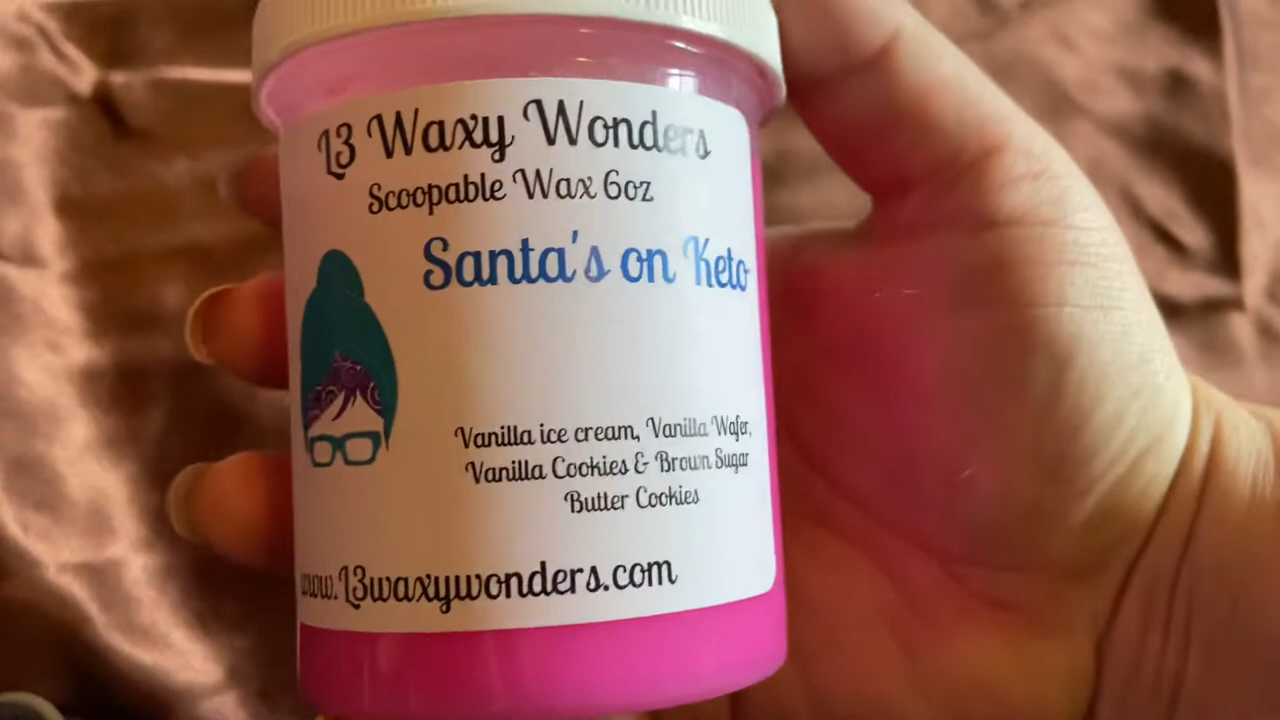 L3 Waxy Wonders
Scoopable Wax 6oz
Santa's on Keto
Vanilla ice cream, Vanilla Wafer,
Vanilla Cookies & Brown Sugar
Butter Cookies
www.L3waxywonders.com